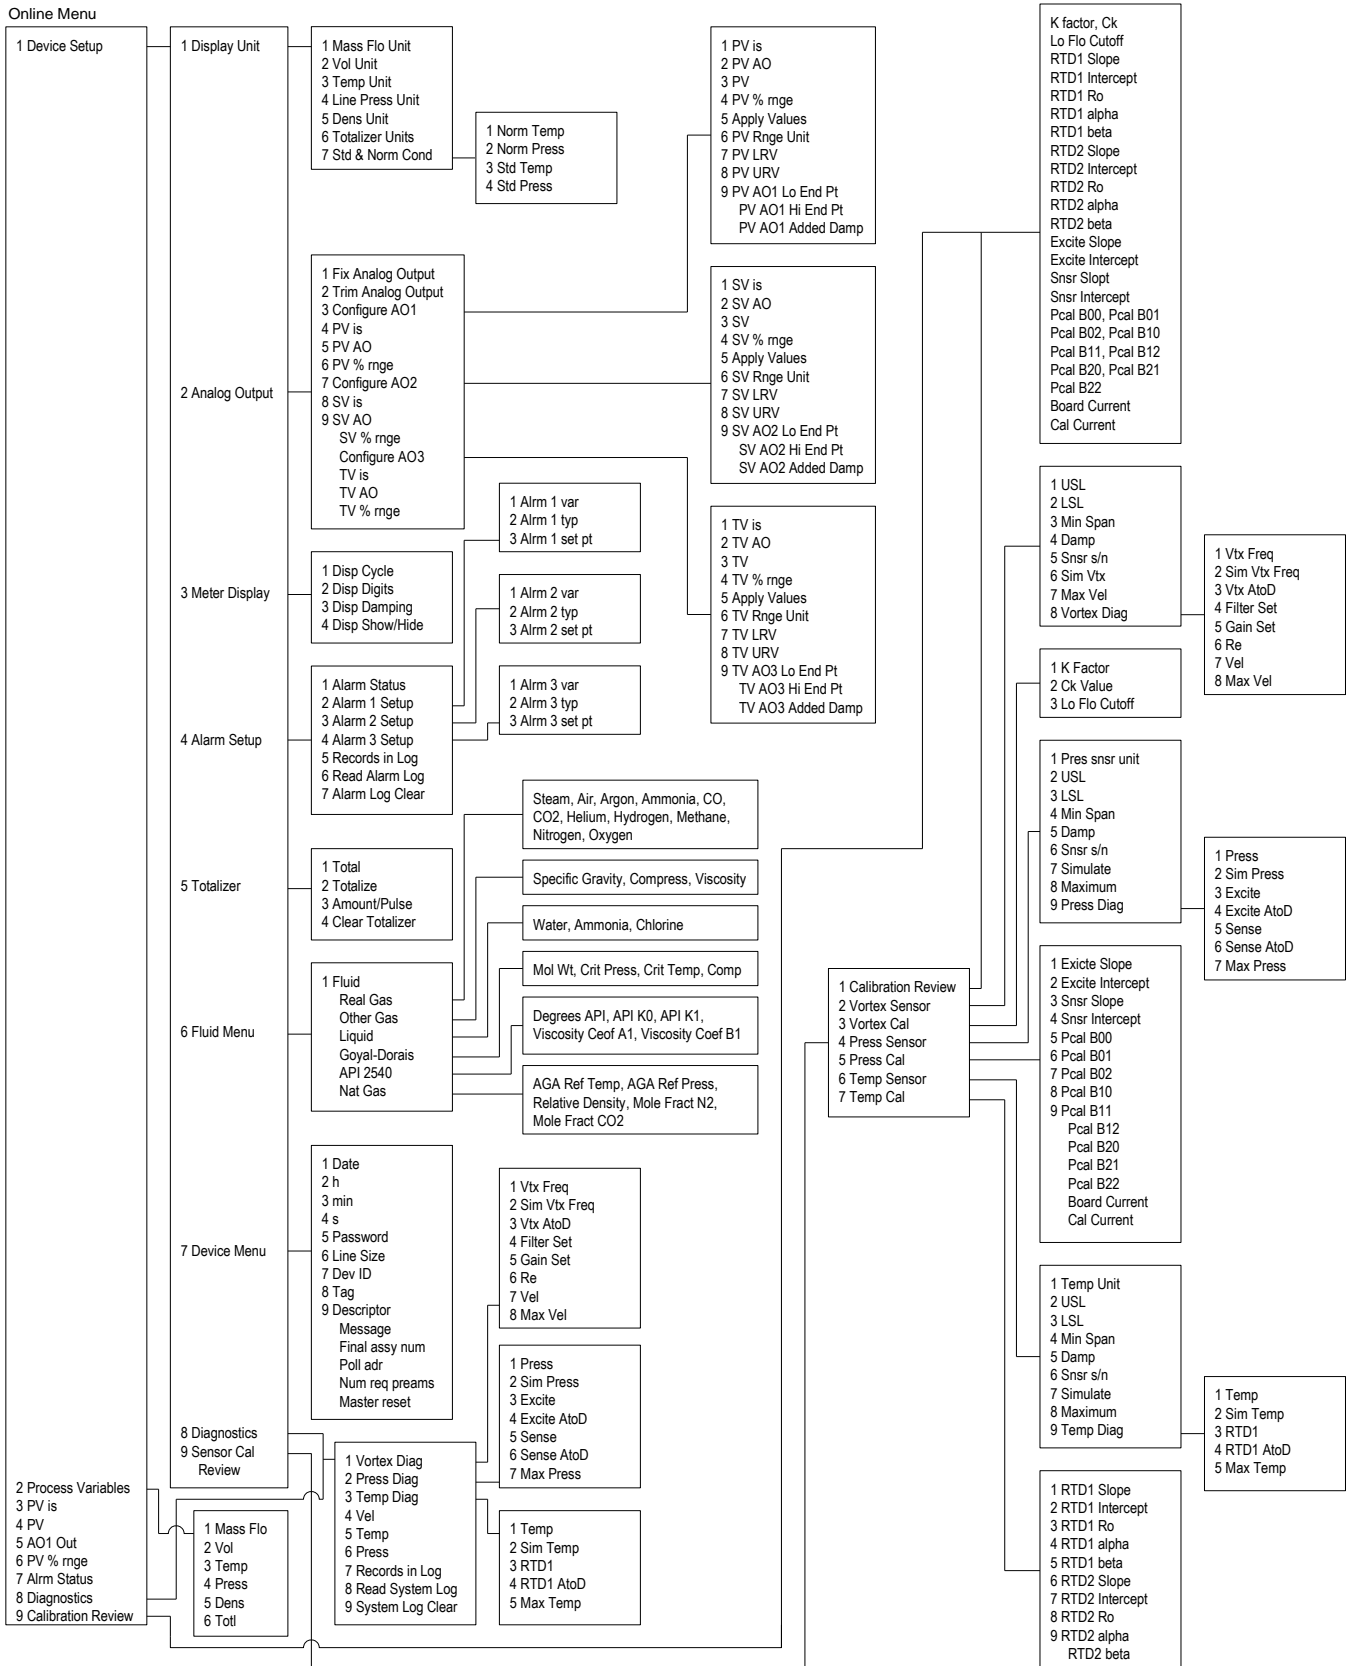 Online Menu
1 Device Setup
2 Process Variables
3 PV is
4 PV
5 AO1 Out
6 PV % rnge
7 Alrm Status
8 Diagnostics
9 Calibration Review
1 Display Unit
2 Analog Output
3 Meter Display
4 Alarm Setup
5 Totalizer
6 Fluid Menu
7 Device Menu
8 Diagnostics
9 Sensor Cal
Review
1 Mass Flo
2 Vol
3 Temp
4 Press
5 Dens
6 Totl
1 Mass Flo Unit
2 Vol Unit
3 Temp Unit
4 Line Press Unit
5 Dens Unit
6 Totalizer Units
7 Std & Norm Cond
1 Norm Temp
2 Norm Press
3 Std Temp
4 Std Press
1 Fix Analog Output
2 Trim Analog Output
3 Configure AO1
4 PV is
5 PV AO
6 PV % rnge
7 Configure AO2
8 SV is
9 SV AO
SV % rnge
Configure AO3
TV is
TV AO
TV % rnge
1 PV is
2 PV AO
3 PV
4 PV % rnge
5 Apply Values
6 PV Rnge Unit
7 PV LRV
8 PV URV
9 PV AO1 Lo End Pt
PV AO1 Hi End Pt
PV AO1 Added Damp
1 SV is
2 SV AO
3 SV
4 SV % rnge
5 Apply Values
6 SV Rnge Unit
7 SV LRV
8 SV URV
9 SV AO2 Lo End Pt
SV AO2 Hi End Pt
SV AO2 Added Damp
1 TV is
2 TV AO
3 TV
4 TV % rnge
5 Apply Values
6 TV Rnge Unit
7 TV LRV
8 TV URV
9 TV AO3 Lo End Pt
TV AO3 Hi End Pt
TV AO3 Added Damp
1 Disp Cycle
2 Disp Digits
3 Disp Damping
4 Disp Show/Hide
1 Alarm Status
2 Alarm 1 Setup
3 Alarm 2 Setup
4 Alarm 3 Setup
5 Records in Log
6 Read Alarm Log
7 Alarm Log Clear
1 Alrm 1 var
2 Alrm 1 typ
3 Alrm 1 set pt
1 Alrm 2 var
2 Alrm 2 typ
3 Alrm 2 set pt
1 Alrm 3 var
2 Alrm 3 typ
3 Alrm 3 set pt
1 Total
2 Totalize
3 Amount/Pulse
4 Clear Totalizer
1 Fluid
Real Gas
Other Gas
Liquid
Goyal-Dorais
API 2540
Nat Gas
Steam, Air, Argon, Ammonia, CO,
CO2, Helium, Hydrogen, Methane,
Nitrogen, Oxygen
Specific Gravity, Compress, Viscosity
Water, Ammonia, Chlorine
Mol Wt, Crit Press, Crit Temp, Comp
Degrees API, API K0, API K1,
Viscosity Ceof A1, Viscosity Coef B1
AGA Ref Temp, AGA Ref Press,
Relative Density, Mole Fract N2,
Mole Fract CO2
1 Date
2 h
3 min
4 s
5 Password
6 Line Size
7 Dev ID
8 Tag
9 Descriptor
Message
Final assy num
Poll adr
Num req preams
Master reset
1 Vortex Diag
2 Press Diag
3 Temp Diag
4 Vel
5 Temp
6 Press
7 Records in Log
8 Read System Log
9 System Log Clear
1 Vtx Freq
2 Sim Vtx Freq
3 Vtx AtoD
4 Filter Set
5 Gain Set
6 Re
7 Vel
8 Max Vel
1 Press
2 Sim Press
3 Excite
4 Excite AtoD
5 Sense
6 Sense AtoD
7 Max Press
1 Temp
2 Sim Temp
3 RTD1
4 RTD1 AtoD
5 Max Temp
1 Calibration Review
2 Vortex Sensor
3 Vortex Cal
4 Press Sensor
5 Press Cal
6 Temp Sensor
7 Temp Cal
K factor, Ck
Lo Flo Cutoff
RTD1 Slope
RTD1 Intercept
RTD1 Ro
RTD1 alpha
RTD1 beta
RTD2 Slope
RTD2 Intercept
RTD2 Ro
RTD2 alpha
RTD2 beta
Excite Slope
Excite Intercept
Snsr Slopt
Snsr Intercept
Pcal B00, Pcal B01
Pcal B02, Pcal B10
Pcal B11, Pcal B12
Pcal B20, Pcal B21
Pcal B22
Board Current
Cal Current
1 USL
2 LSL
3 Min Span
4 Damp
5 Snsr s/n
6 Sim Vtx
7 Max Vel
8 Vortex Diag
1 Vtx Freq
2 Sim Vtx Freq
3 Vtx AtoD
4 Filter Set
5 Gain Set
6 Re
7 Vel
8 Max Vel
1 K Factor
2 Ck Value
3 Lo Flo Cutoff
1 Pres snsr unit
2 USL
3 LSL
4 Min Span
5 Damp
6 Snsr s/n
7 Simulate
8 Maximum
9 Press Diag
1 Press
2 Sim Press
3 Excite
4 Excite AtoD
5 Sense
6 Sense AtoD
7 Max Press
1 Exicte Slope
2 Excite Intercept
3 Snsr Slope
4 Snsr Intercept
5 Pcal B00
6 Pcal B01
7 Pcal B02
8 Pcal B10
9 Pcal B11
Pcal B12
Pcal B20
Pcal B21
Pcal B22
Board Current
Cal Current
1 Temp Unit
2 USL
3 LSL
4 Min Span
5 Damp
6 Snsr s/n
7 Simulate
8 Maximum
9 Temp Diag
1 Temp
2 Sim Temp
3 RTD1
4 RTD1 AtoD
5 Max Temp
1 RTD1 Slope
2 RTD1 Intercept
3 RTD1 Ro
4 RTD1 alpha
5 RTD1 beta
6 RTD2 Slope
7 RTD2 Intercept
8 RTD2 Ro
9 RTD2 alpha
RTD2 beta